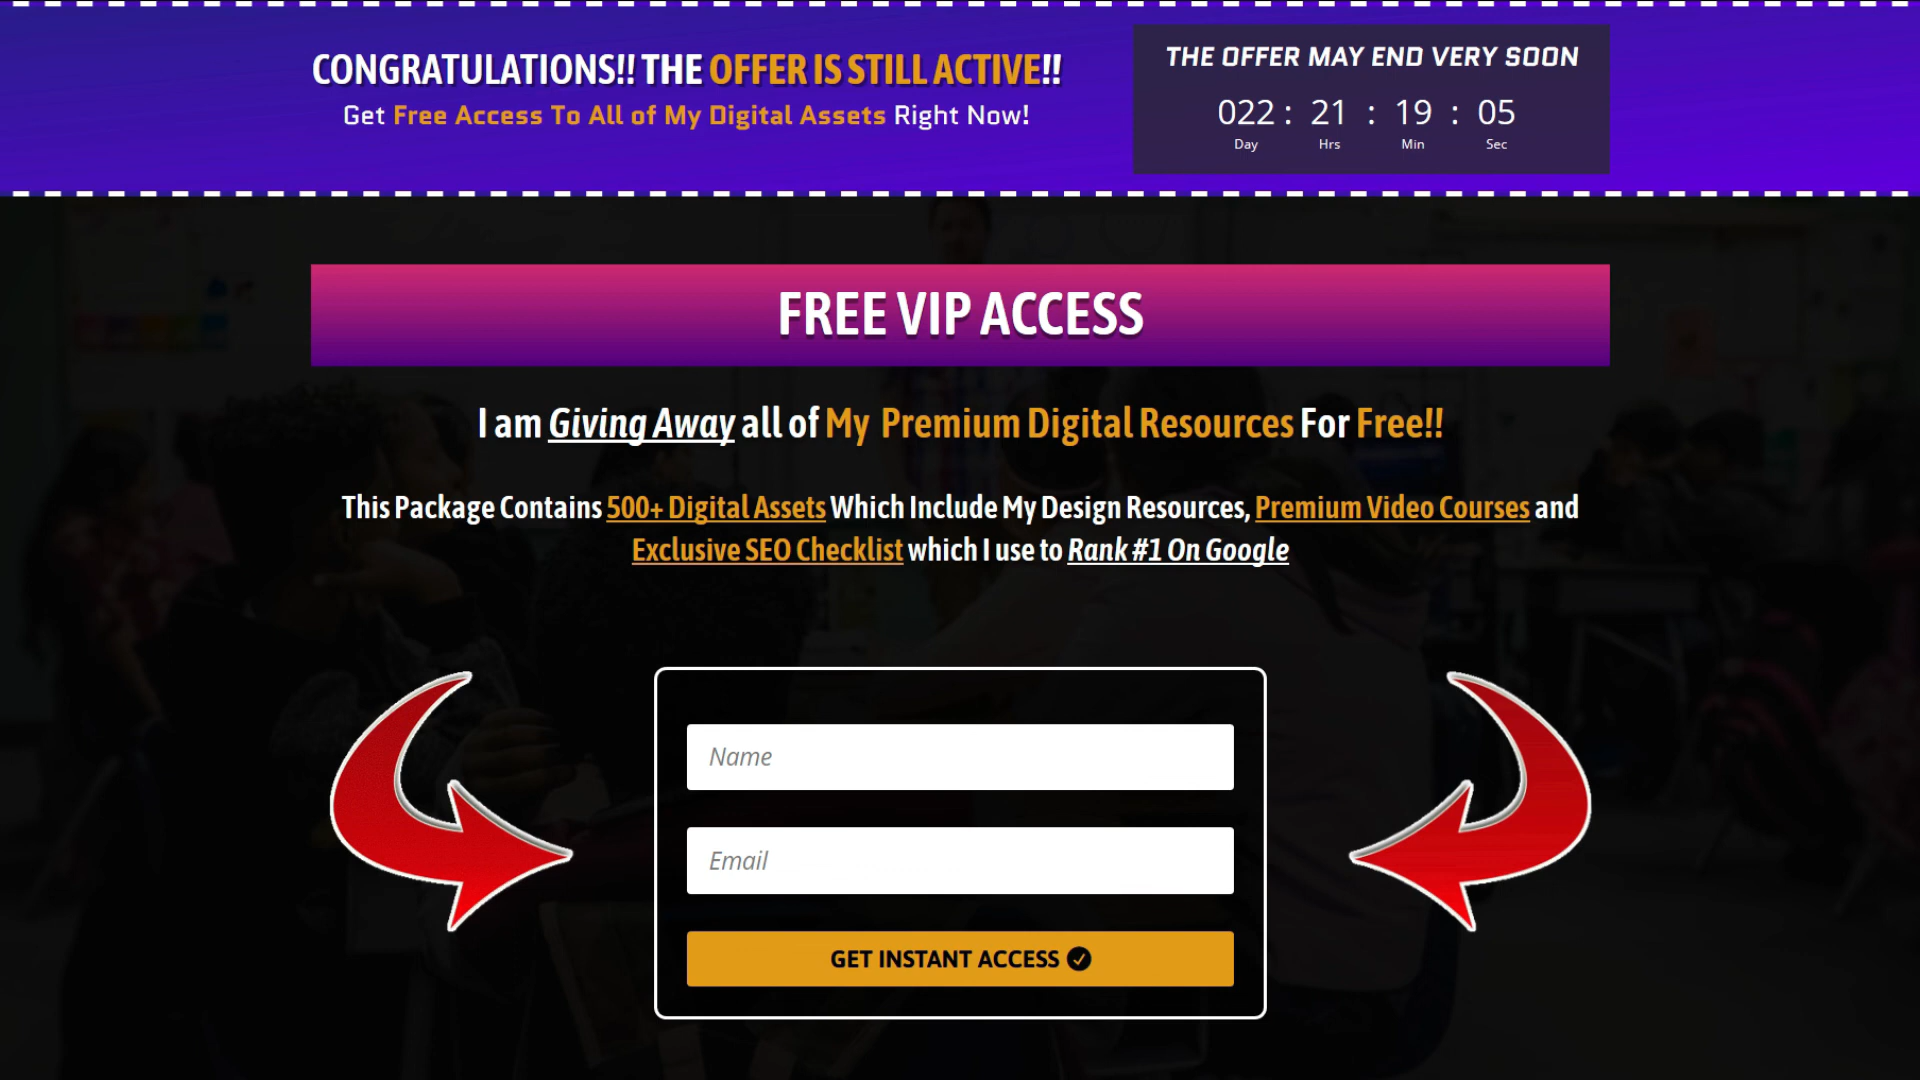 CONGRATULATIONS!! THE OFFER IS STILL ACTIVE!!
Get Free Access To All of My Digital Assets Right Now!
THE OFFER MAY END VERY SOON
022 : 21 : 19 : 05
Day Hrs Min Sec
FREE VIP ACCESS
I am Giving Away all of My Premium Digital Resources For Free!!
This Package Contains 500+ Digital Assets Which Include My Design Resources, Premium Video Courses and
Exclusive SEO Checklist which I use to Rank #1 On Google
Name
Email
GET INSTANT ACCESS